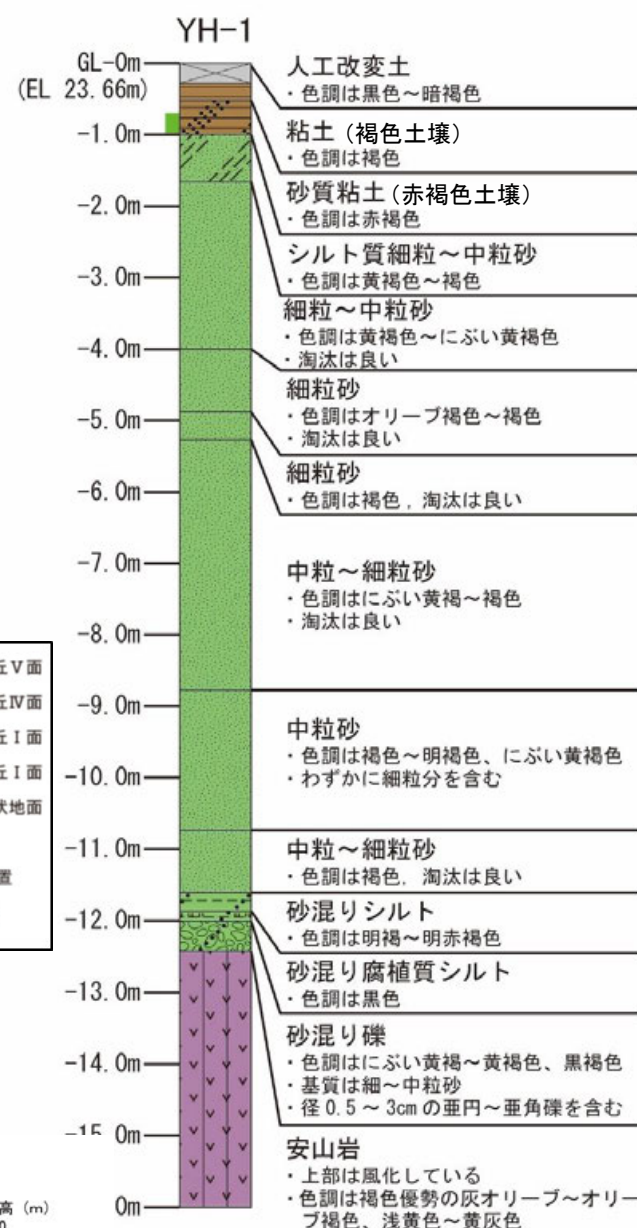 YH-1
GL-0m
(EL 23.66m)
-1.0m
-2.0m
-3.0m
-4.0m
-5.0m
-6.0m
-7.0m
-8.0m
-9.0m
-10.0m
-11.0m
-12.0m
-13.0m
-14.0m
-15.0m
0m
人工改変土
・色調は黒色～暗褐色
粘土(褐色土壌)
・色調は褐色
砂質粘土(赤褐色土壌)
・色調は赤褐色
シルト質細粒～中粒砂
・色調は黄褐色～褐色
細粒～中粒砂
・色調は黄褐色～にぶい黄褐色
・淘汰は良い
細粒砂
・色調はオリーブ褐色～褐色
・淘汰は良い
細粒砂
・色調は褐色, 淘汰は良い
中粒～細粒砂
・色調はにぶい黄褐～褐色
・淘汰は良い
中粒砂
・色調は褐色～明褐色、にぶい黄褐色
・わずかに細粒分を含む
中粒～細粒砂
・色調は褐色, 淘汰は良い
砂混りシルト
・色調は明褐～明赤褐色
砂混り腐植質シルト
・色調は黒色
砂混り礫
・色調はにぶい黄褐～黄褐色、黒褐色
・基質は細～中粒砂
・径0.5～3cmの亜円～亜角礫を含む
安山岩
・上部は風化している
・色調は褐色優勢の灰オリーブ～オリー
ブ褐色、浅黄色～黄灰色
丘Ⅴ面
丘Ⅳ面
丘Ⅰ面
丘Ⅰ面
状地面
置
高(m)